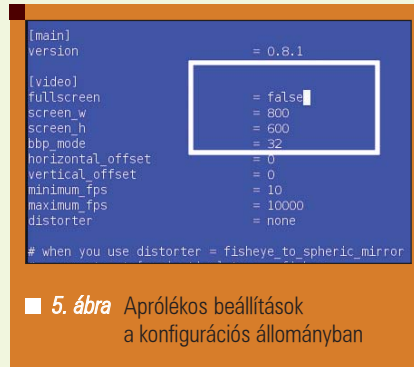 [main]
version = 0.8.1
[video]
fullscreen = false
screen_w = 800
screen_h = 600
bbp_mode = 32
horizontal_offset = 0
vertical_offset = 0
minimum_fps = 10
maximum_fps = 10000
distorter = none
# when you use distorter = fisheye_to_spheric_mirror
5. ábra Aprólékos beállítások
a konfigurációs állományban